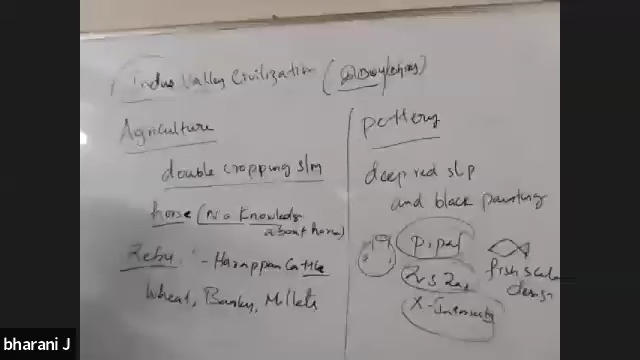 Indus Valley Civilization (
Agriculture
double cropping s/m
horse (No Knowledge
about horse)
Zebu - Harappan Cattle
Wheat, Barley, Millets
pottery
deep red slip
and black painting
pipal
fish scale
design
X-Intersects
bharani J